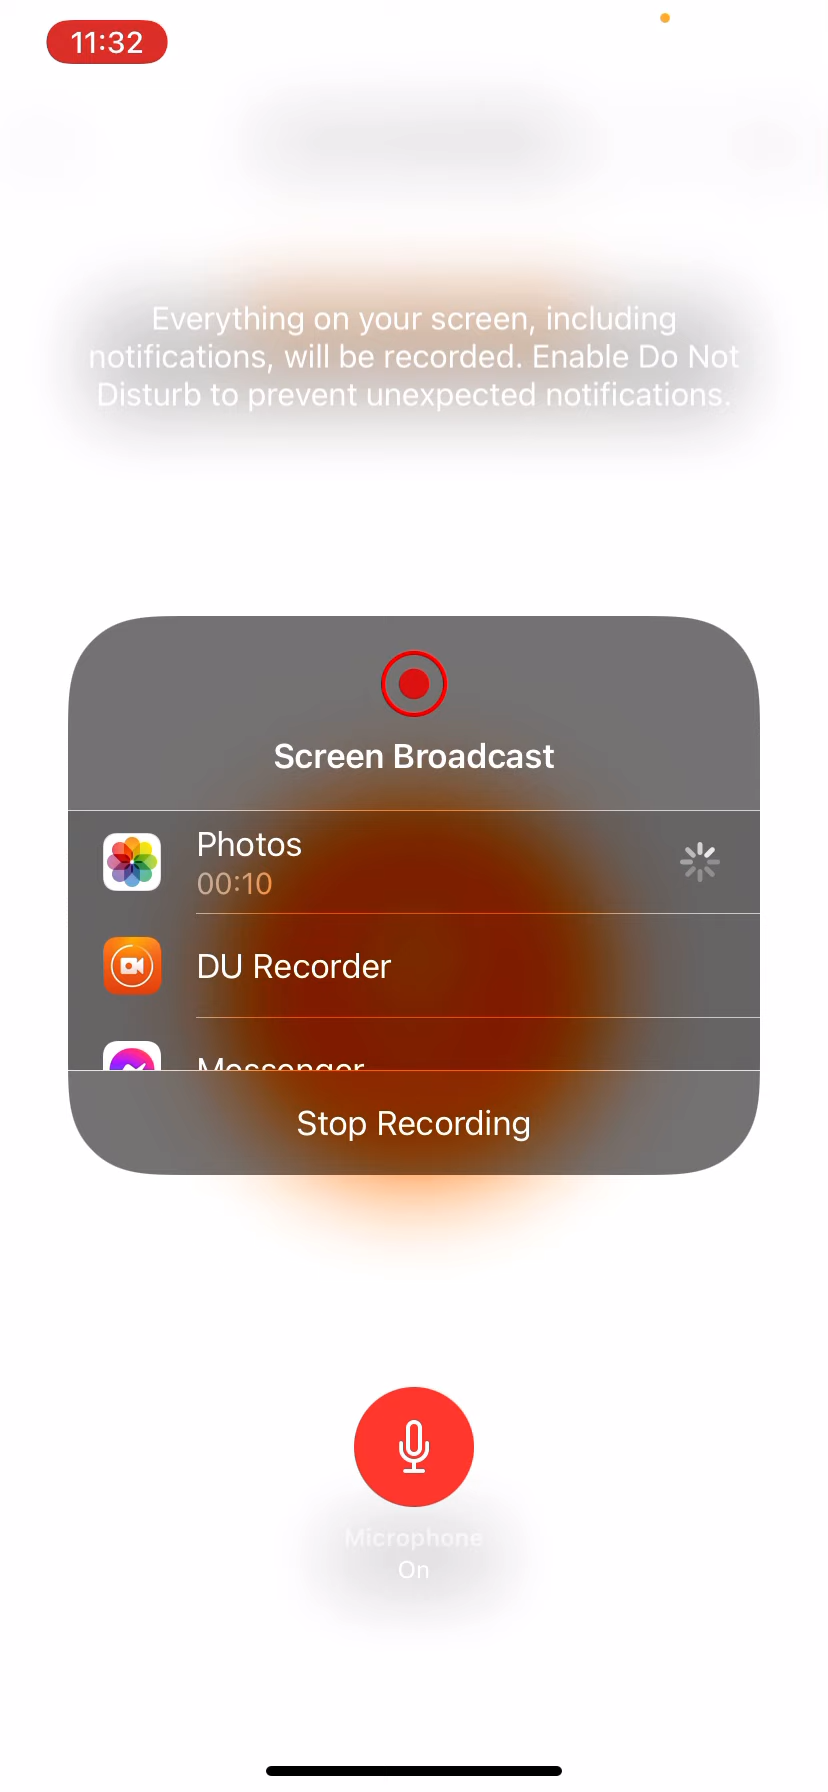 11:32
Everything on your screen, including
notifications, will be recorded. Enable Do Not
Disturb to prevent unexpected notifications.
Screen Broadcast
Photos
00:10
DU Recorder
Messenger
Stop Recording
Microphone
On